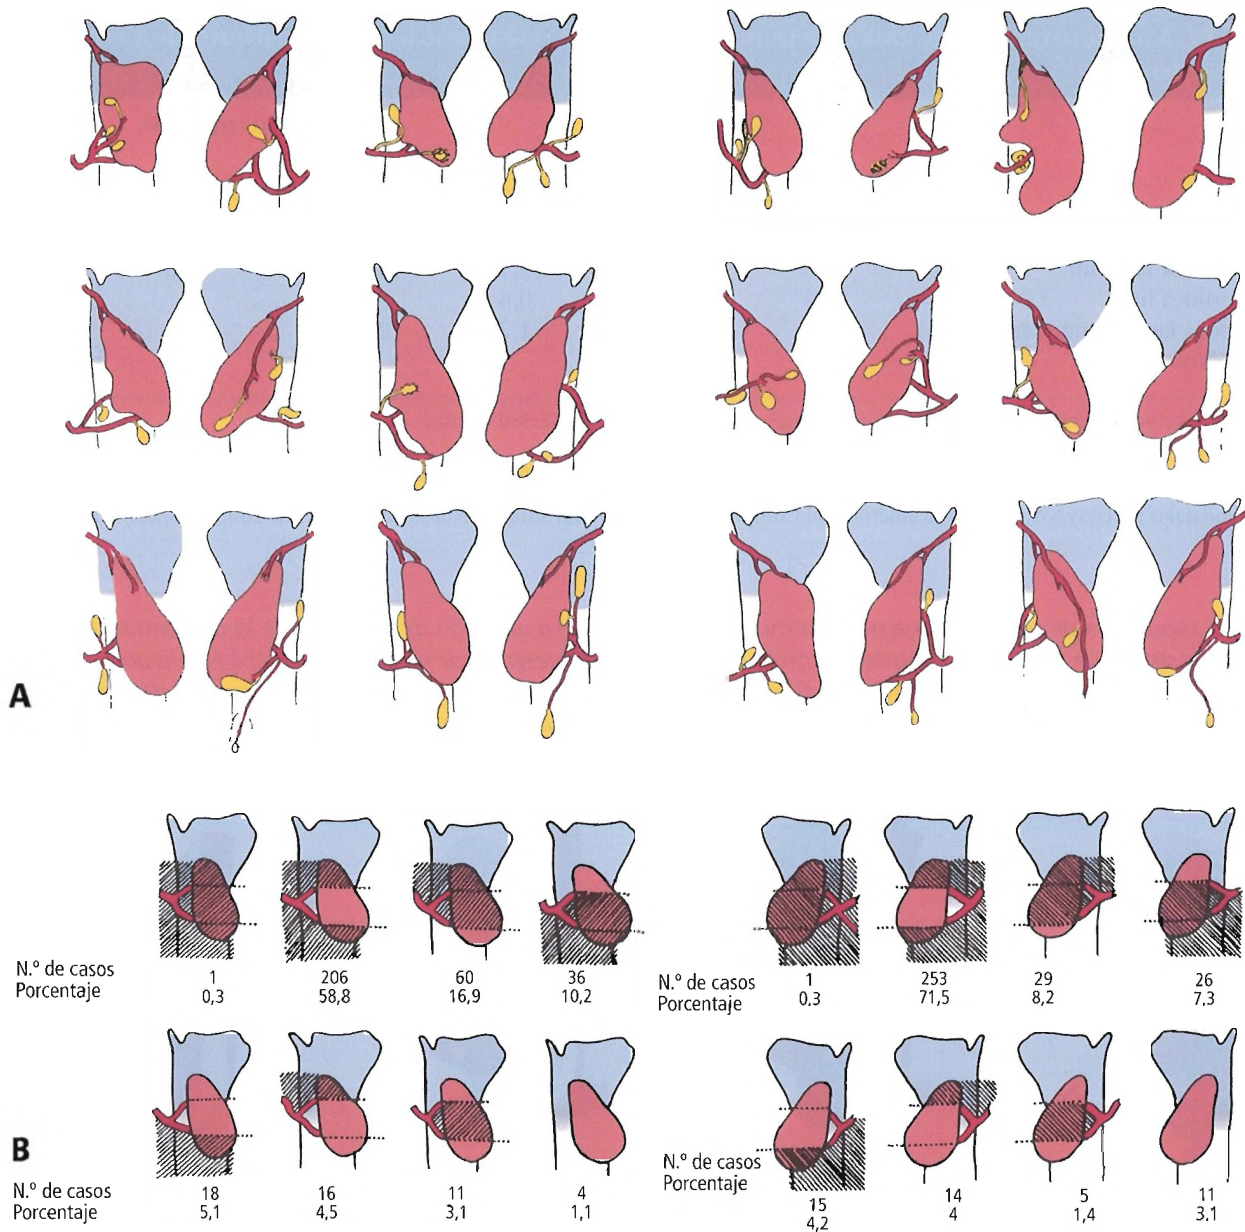 A
N.º de casos 1 206 60 36
Porcentaje 0,3 58,8 16,9 10,2
N.º de casos 1 253 29 26
Porcentaje 0.3 71,5 8,2 7,3
B
N.º de casos 18 16 11 4
Porcentaje 5,1 4,5 3,1 1,1
N.º de casos 15 14 5 11
Porcentaje 4,2 4 1,4 3,1